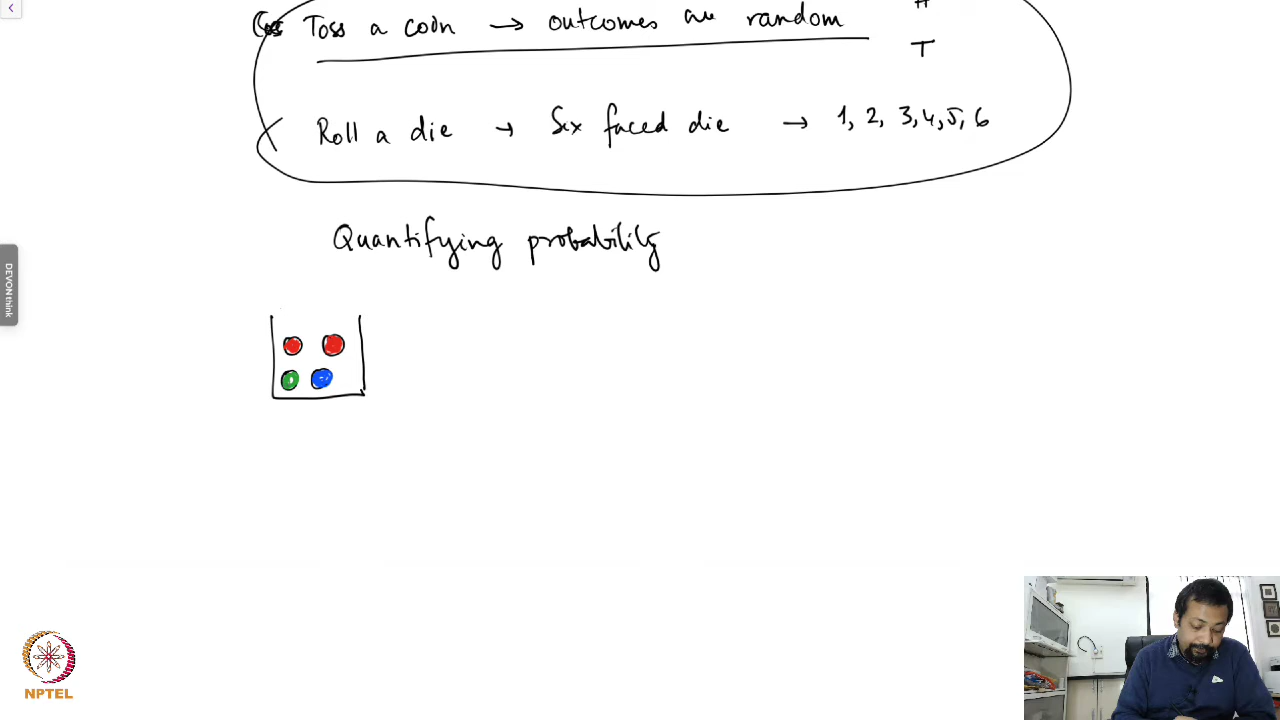 Toss a coin → outcomes are random H
T
Roll a die → Six faced die → 1, 2, 3, 4, 5, 6
Quantifying probability
DEVONthink
NPTEL